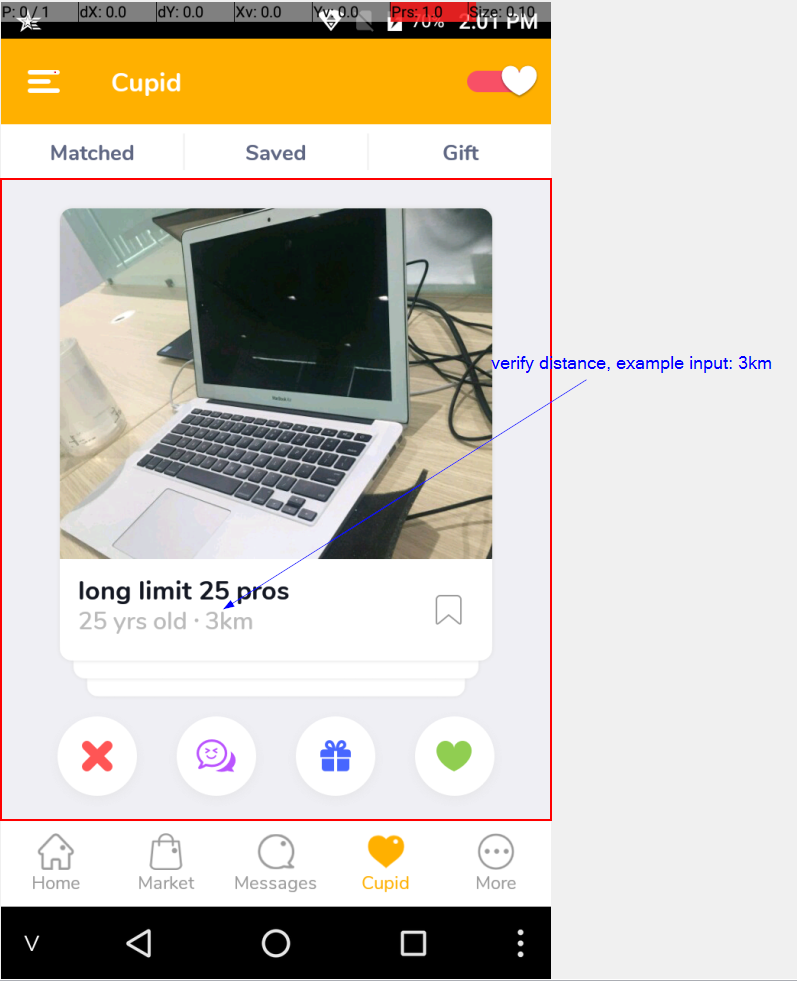 P: 0 / 1 dX: 0.0 dY: 0.0 Xv: 0.0 Yv: 0.0 Prs: 1.0 Size: 0.10
70% 2:01 PM
Cupid
Matched Saved Gift
verify distance, example input: 3km
long limit 25 pros
25 yrs old · 3km
Home Market Messages Cupid More